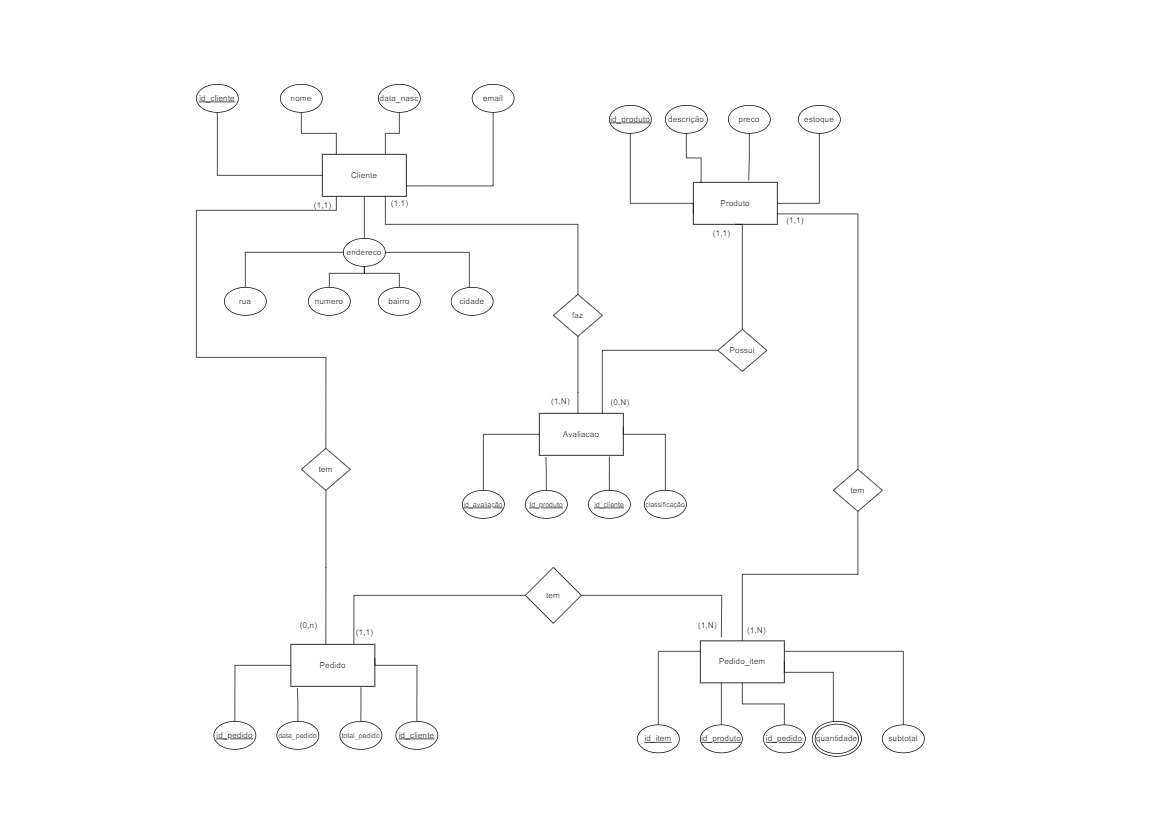 id_cliente
nome
data_nasc
email
id_produto
descrição
preco
estoque
Cliente
Produto
(1,1)
(1,1)
(1,1)
(1,1)
endereco
rua
numero
bairro
cidade
faz
Possui
(1,N)
(0,N)
Avaliacao
tem
tem
id_avaliação
id_produto
id_cliente
classificação
tem
(0,n)
(1,1)
(1,N)
(1.N)
Pedido
Pedido_item
id_pedido
data_pedido
total_pedido
id_cliente
id_item
id_produto
id_pedido
quantidade
subtotal